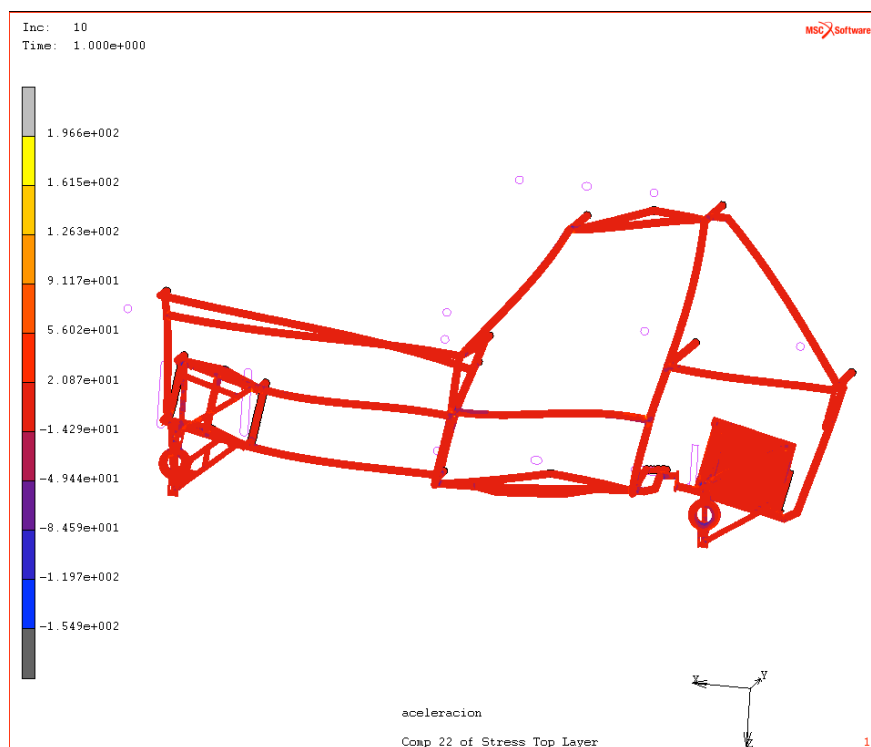 Inc: 10
Time: 1.000e+000
MSC Software
1.966e+002
1.615e+002
1.263e+002
9.117e+001
5.602e+001
2.087e+001
-1.429e+001
-4.944e+001
-8.459e+001
-1.197e+002
-1.549e+002
X
Y
Z
aceleracion
Comp 22 of Stress Top Layer
1